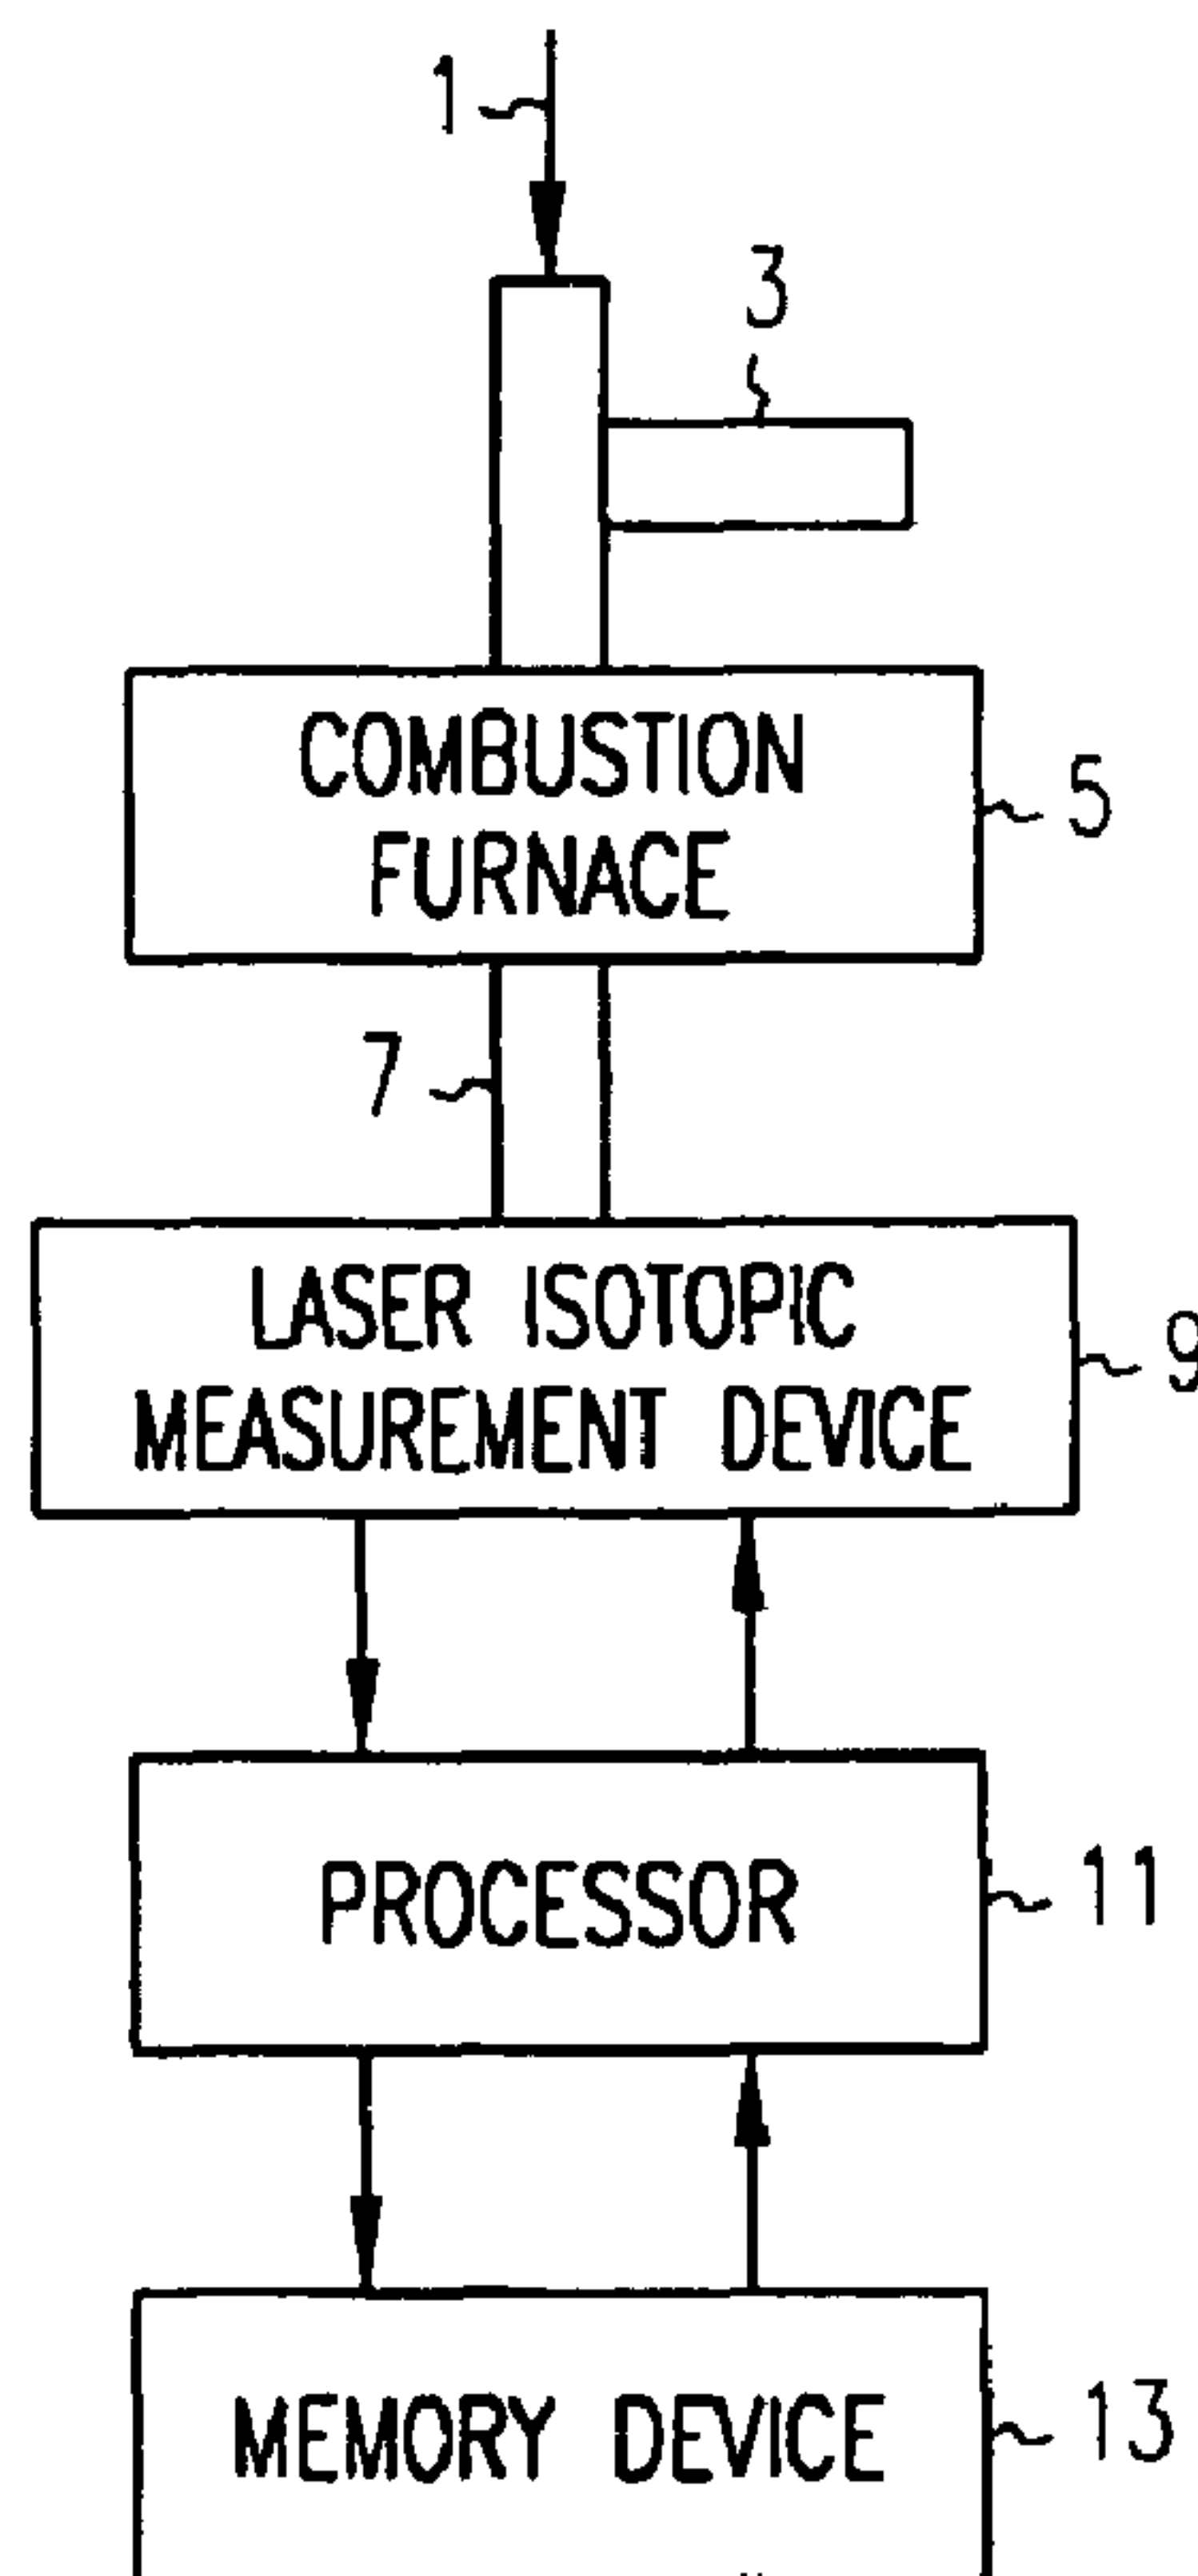 1
3
COMBUSTION
FURNACE
5
7
LASER ISOTOPIC
MEASUREMENT DEVICE
9
PROCESSOR
11
MEMORY DEVICE
13